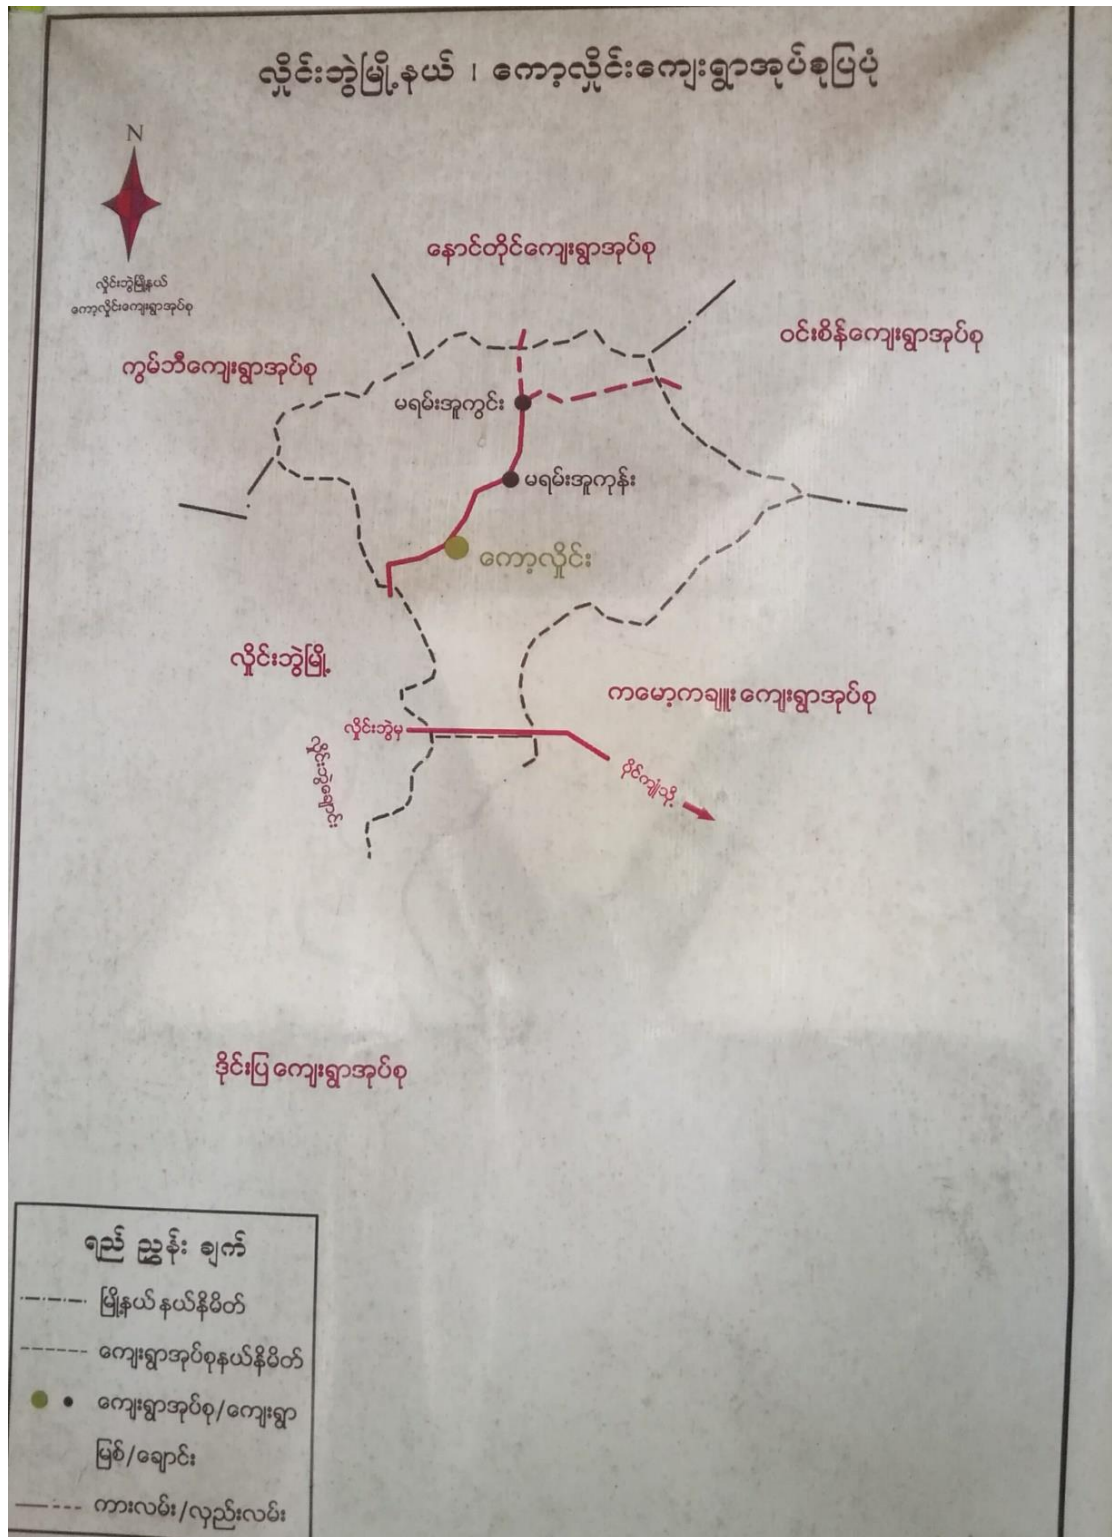 လှိုင်းဘွဲမြို့နယ် ၊ ကော့လှိုင်းကျေးရွာအုပ်စုပြပုံ
N
လှိုင်းဘွဲမြို့နယ်
ကော့လှိုင်းကျေးရွာအုပ်စု
နောင်တိုင်ကျေးရွာအုပ်စု
ဝင်းစိန်ကျေးရွာအုပ်စု
ကွမ်ဘီကျေးရွာအုပ်စု
မရမ်းအူကွင်း
မရမ်းအူကုန်း
ကော့လှိုင်း
လှိုင်းဘွဲမြို့
ကမော့ကချူးကျေးရွာအုပ်စု
လှိုင်းဘွဲမှ
လှိုင်းဘွဲချောင်း
ပိုင်ကျုံသို့
ဒိုင်းပြကျေးရွာအုပ်စု
ရည် ညွှန်း ချက်
မြို့နယ်နယ်နိမိတ်
ကျေးရွာအုပ်စုနယ်နိမိတ်
ကျေးရွာအုပ်စု/ကျေးရွာ
မြစ်/ချောင်း
ကားလမ်း/လှည်းလမ်း